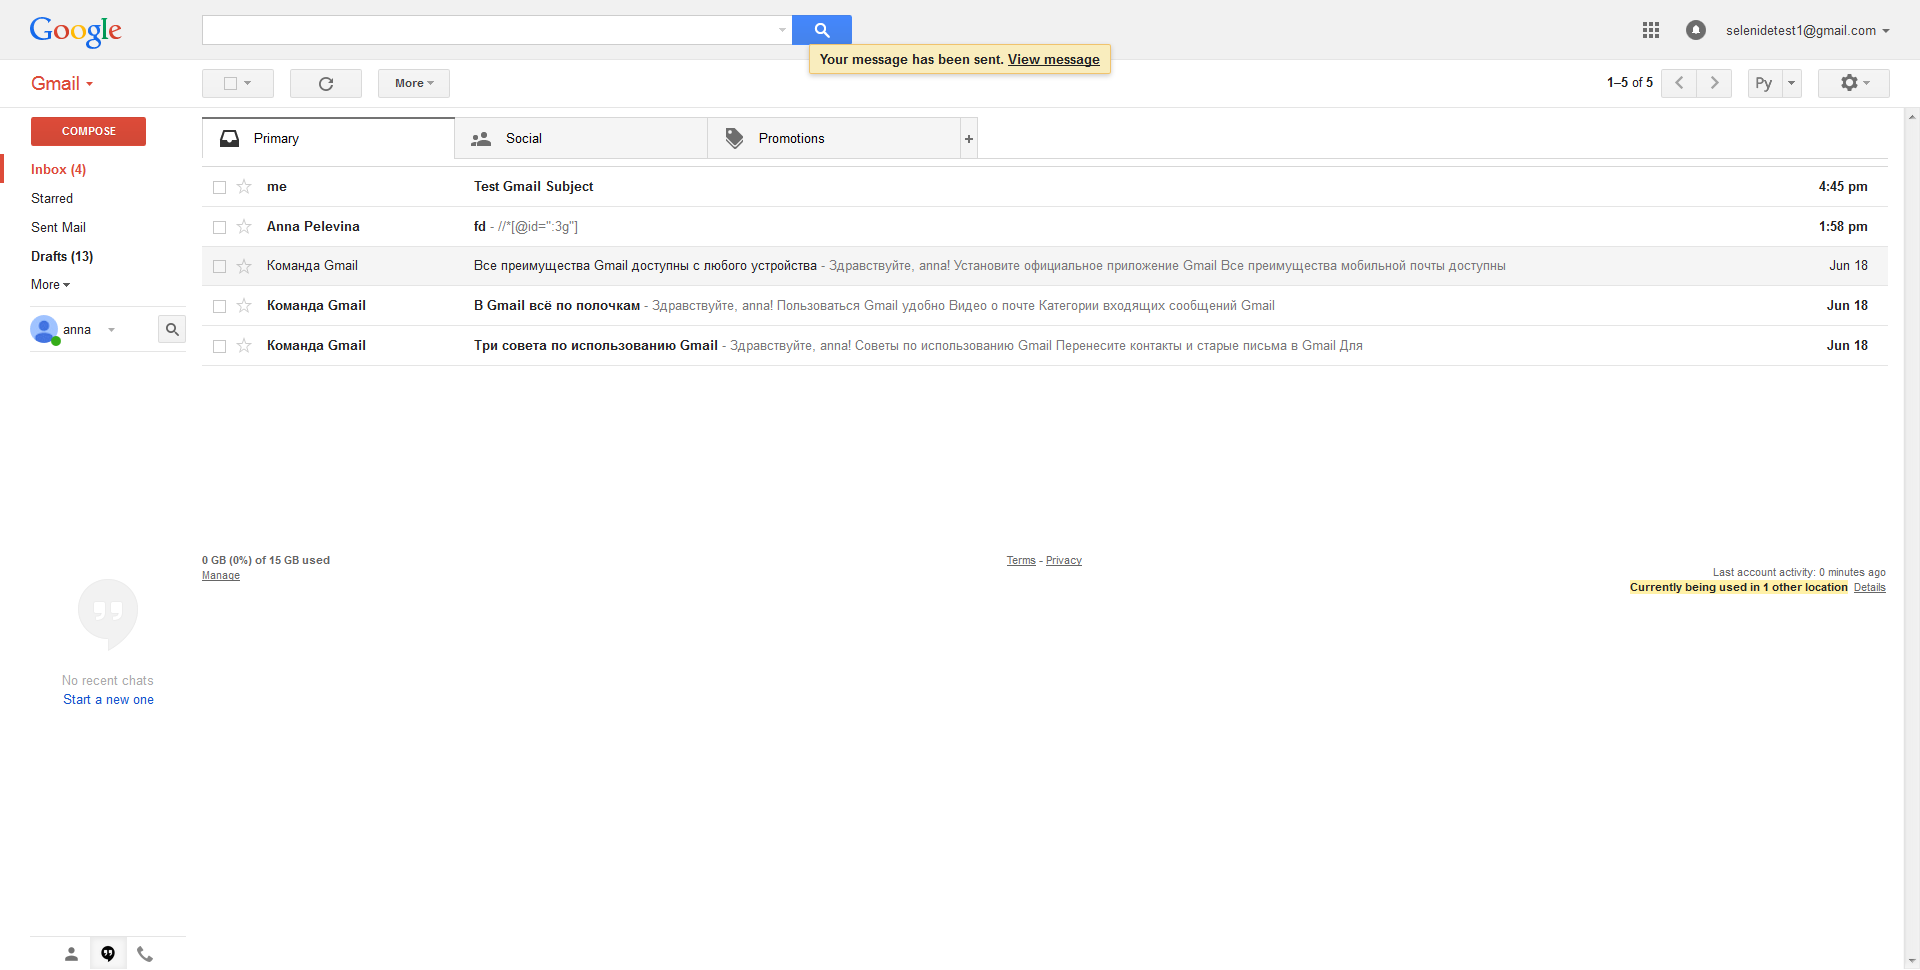 Google
selenidetest1@gmail.com
Your message has been sent. View message
Gmail
More
1–5 of 5
Ру
COMPOSE
Primary
Social
Promotions
+
Inbox (4)
Starred
Sent Mail
Drafts (13)
More
anna
me Test Gmail Subject 4:45 pm
Anna Pelevina fd - //*[@id=":3g"] 1:58 pm
Команда Gmail Все преимущества Gmail доступны с любого устройства - Здравствуйте, anna! Установите официальное приложение Gmail Все преимущества мобильной почты доступны Jun 18
Команда Gmail В Gmail всё по полочкам - Здравствуйте, anna! Пользоваться Gmail удобно Видео о почте Категории входящих сообщений Gmail Jun 18
Команда Gmail Три совета по использованию Gmail - Здравствуйте, anna! Советы по использованию Gmail Перенесите контакты и старые письма в Gmail Для Jun 18
0 GB (0%) of 15 GB used
Manage
Terms - Privacy
Last account activity: 0 minutes ago
Currently being used in 1 other location Details
No recent chats
Start a new one